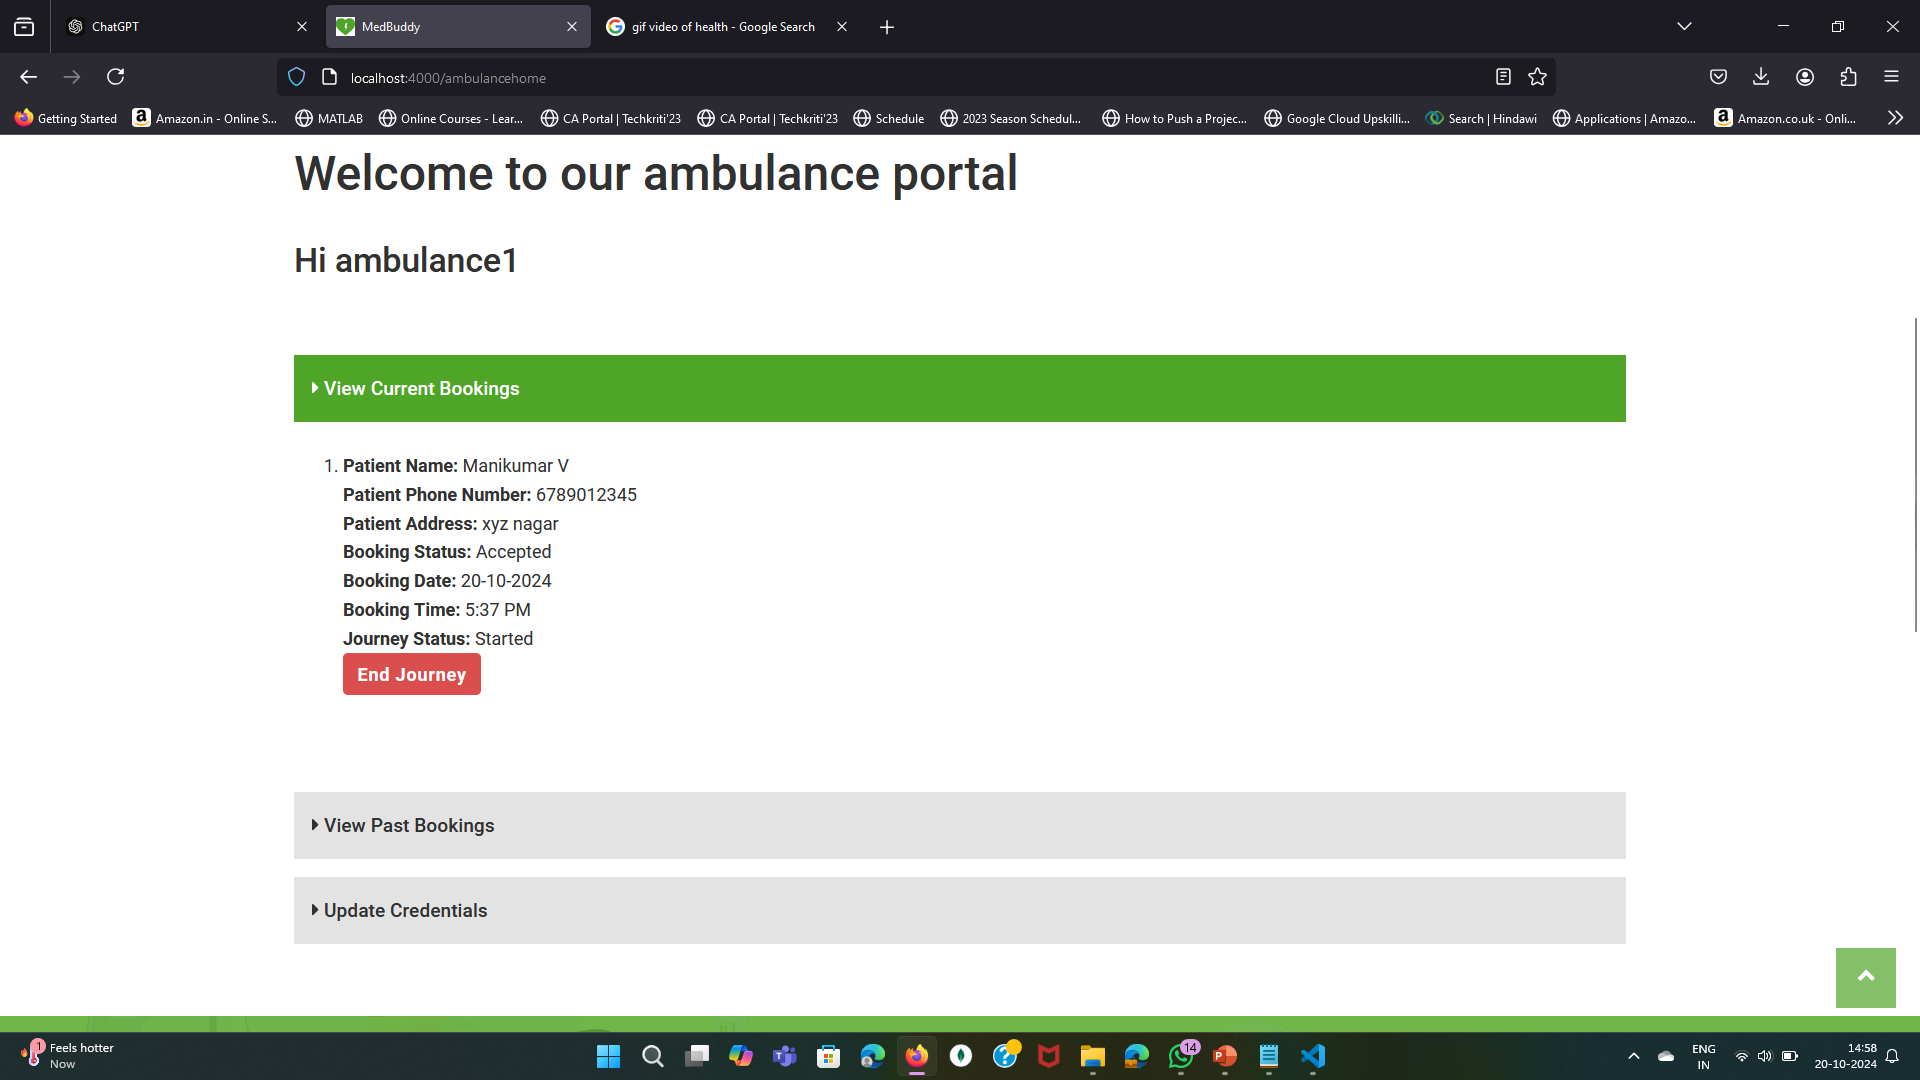 ChatGPT
MedBuddy
gif video of health - Google Search
localhost:4000/ambulancehome
Getting Started
Amazon.in - Online S...
MATLAB
Online Courses - Lear...
CA Portal | Techkriti'23
CA Portal | Techkriti'23
Schedule
2023 Season Schedul...
How to Push a Projec...
Google Cloud Upskilli...
Search | Hindawi
Applications | Amazo...
Amazon.co.uk - Onli...
Welcome to our ambulance portal
Hi ambulance1
View Current Bookings
1. Patient Name: Manikumar V
Patient Phone Number: 6789012345
Patient Address: xyz nagar
Booking Status: Accepted
Booking Date: 20-10-2024
Booking Time: 5:37 PM
Journey Status: Started
End Journey
View Past Bookings
Update Credentials
1
Feels hotter
Now
14
ENG
IN
14:58
20-10-2024